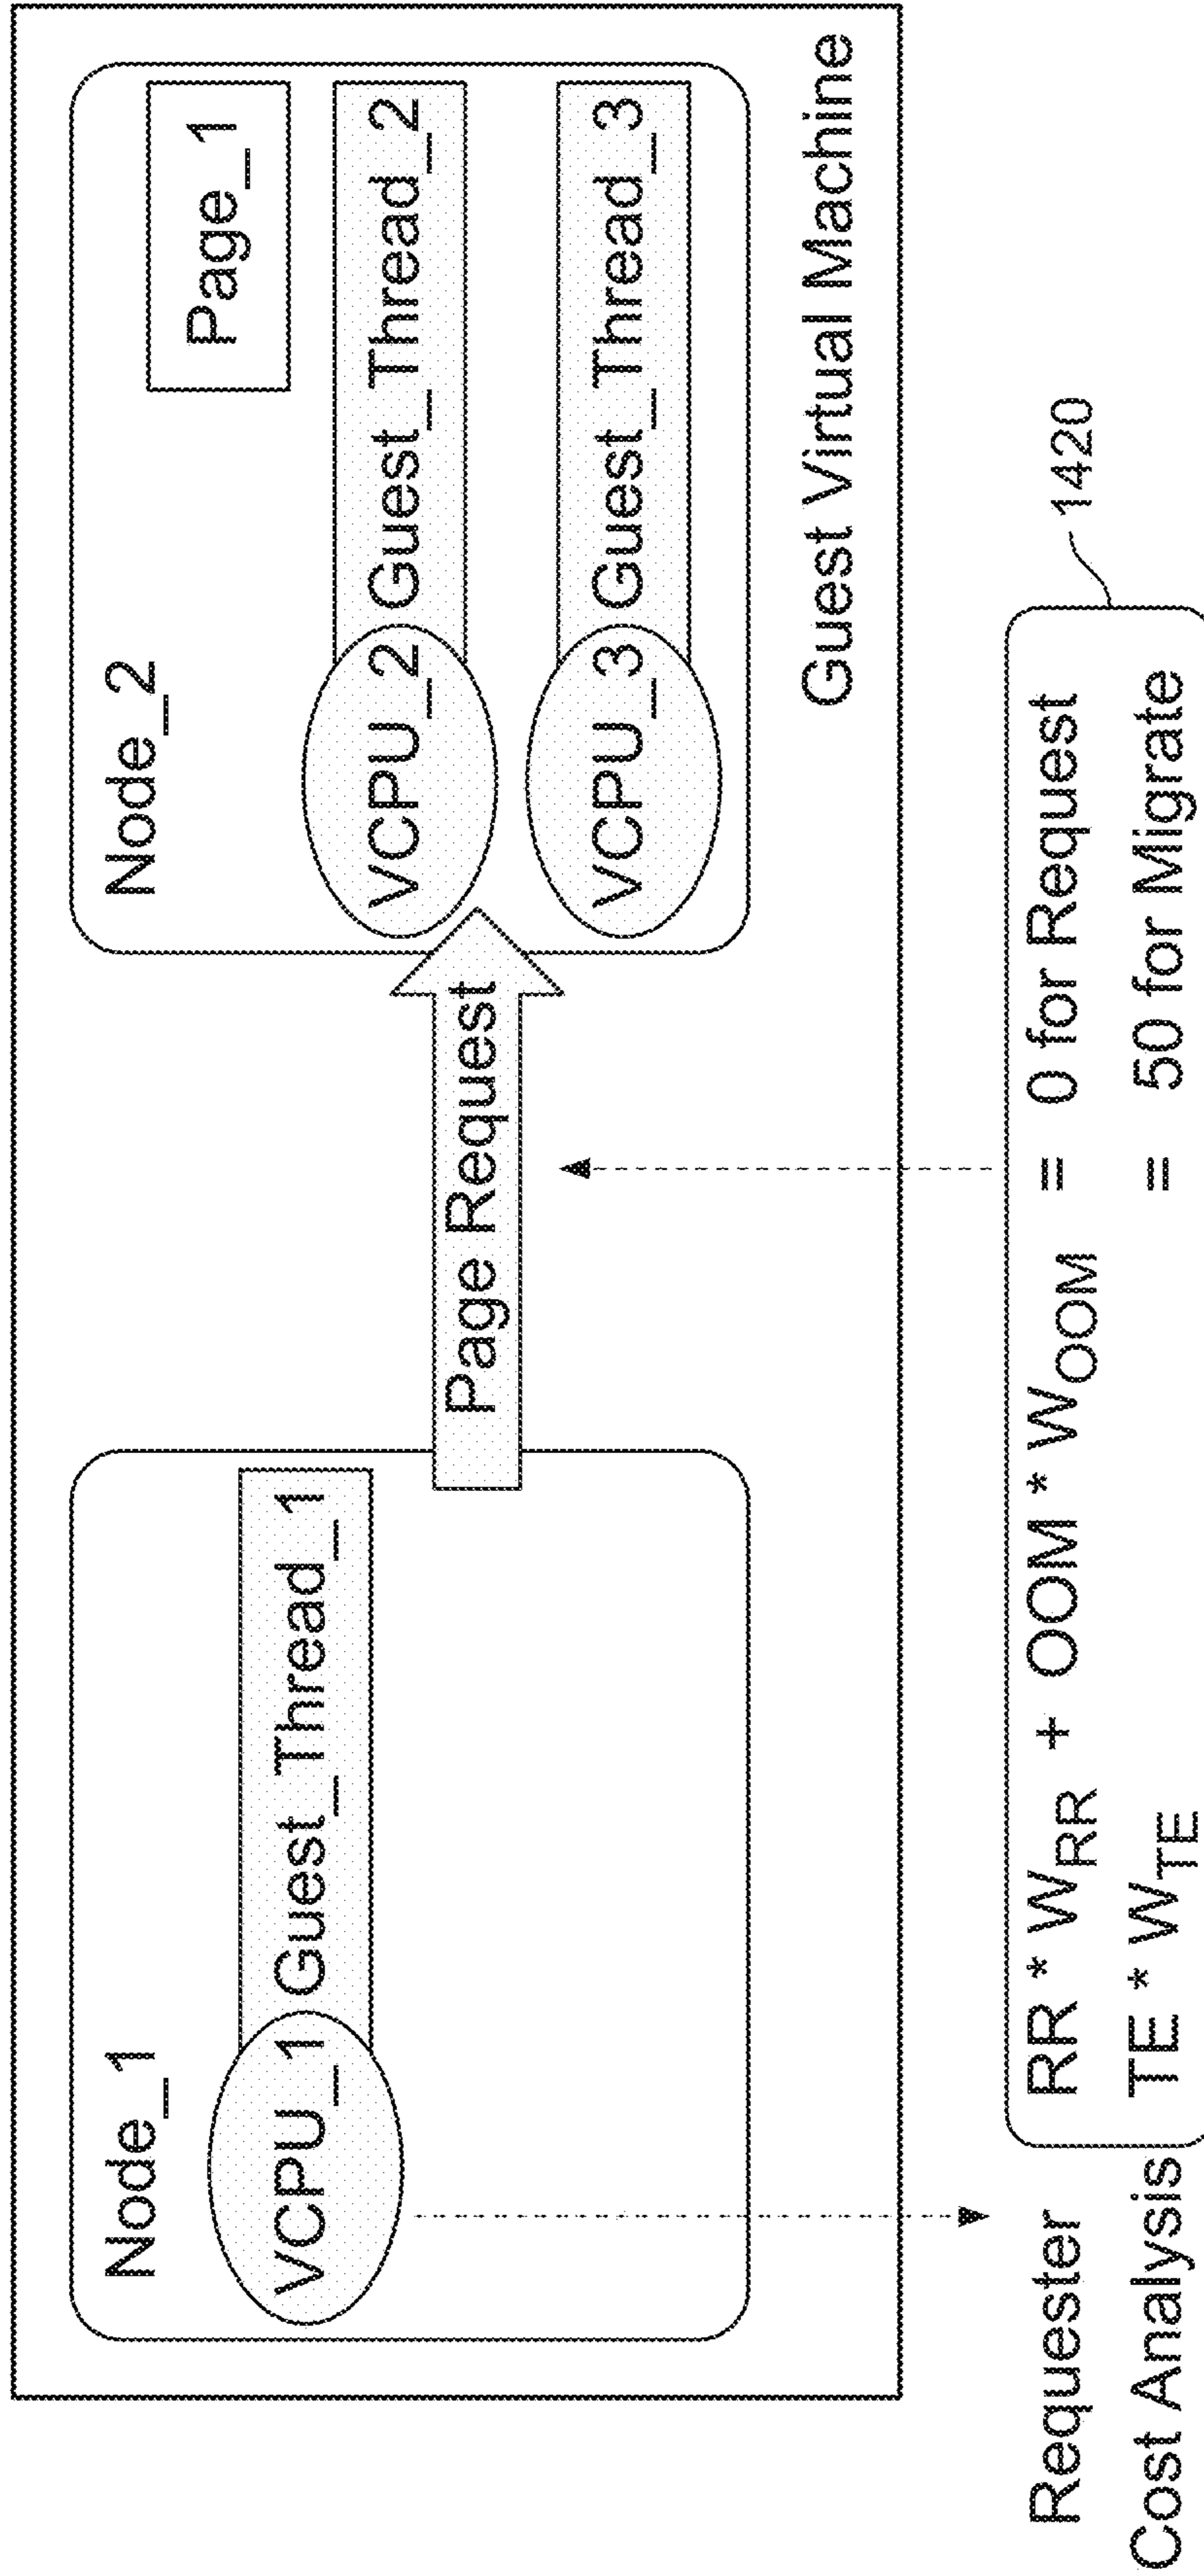 Node_1
VCPU_1 Guest_Thread_1
Page Request
Node_2
Page_1
VCPU_2 Guest_Thread_2
VCPU_3 Guest_Thread_3
Guest Virtual Machine
1420
Requester RR * WRR + OOM * WOOM = 0 for Request
Cost Analysis TE * WTE = 50 for Migrate